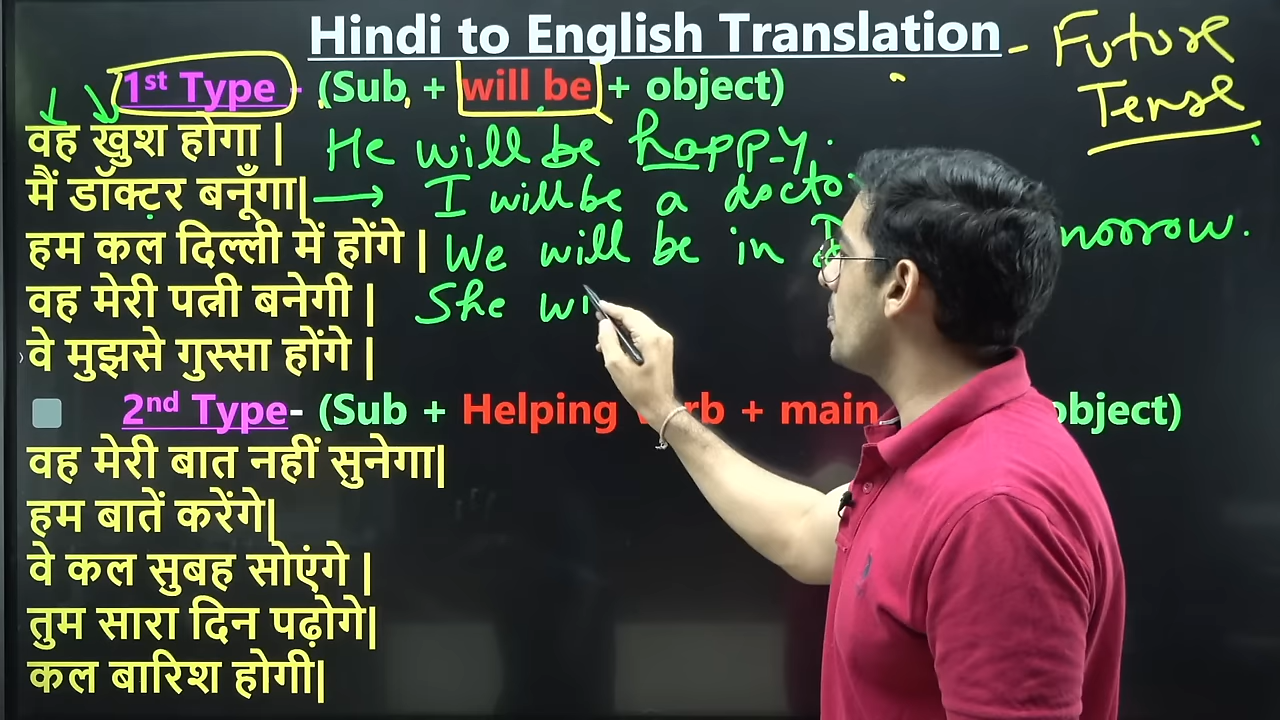 Hindi to English Translation - Future
Tense
1st Type - (Sub + will be + object)
वह खुश होगा | He will be happy.
मैं डॉक्टर बनूँगा| → I will be a
हम कल दिल्ली में होंगे | We will be in
वह मेरी पत्नी बनेगी | She
वे मुझसे गुस्सा होंगे |
2nd Type- (Sub + Helping + main object)
वह मेरी बात नहीं सुनेगा|
हम बातें करेंगे|
वे कल सुबह सोएंगे |
तुम सारा दिन पढ़ोगे|
कल बारिश होगी|